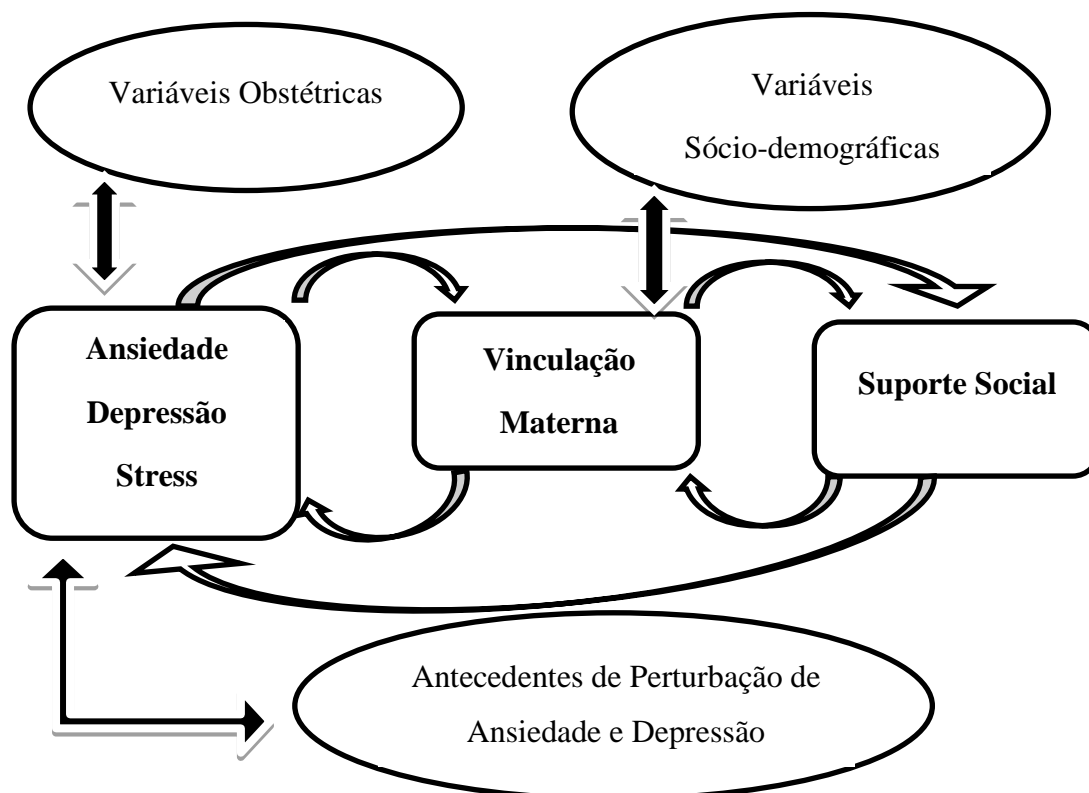 Variáveis Obstétricas
Variáveis
Sócio-demográficas
Ansiedade
Depressão
Stress
Vinculação
Materna
Suporte Social
Antecedentes de Perturbação de
Ansiedade e Depressão